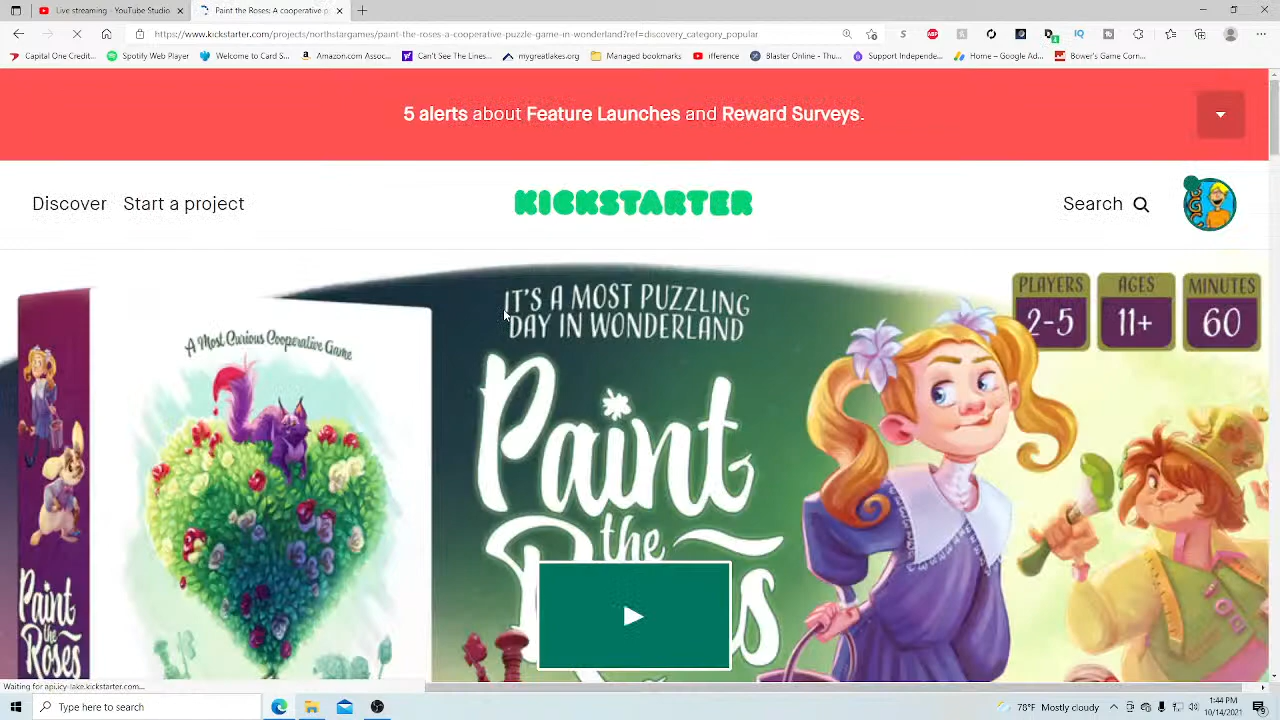 Live streaming - YouTube Studio
Paint the Roses: A cooperative p
https://www.kickstarter.com/projects/northstargames/paint-the-roses-a-cooperative-puzzle-game-in-wonderland?ref=discovery_category_popular
Capital One Credit...
Spotify Web Player
Welcome to Card S...
Amazon.com Assoc...
Can't See The Lines...
mygreatlakes.org
Managed bookmarks
ifference
Blaster Online - Thu...
Support Independe...
Home – Google Ad...
Bower's Game Corn...
5 alerts about Feature Launches and Reward Surveys.
Discover
Start a project
KICKSTARTER
Search
IT'S A MOST PUZZLING
DAY IN WONDERLAND
PLAYERS
2-5
AGES
11+
MINUTES
60
A Most Curious Cooperative Game
Paint
the
Roses
Paint
the
Roses
Waiting for api.icy-lake.kickstarter.com...
Type here to search
78°F Mostly cloudy
1:44 PM
10/14/2021